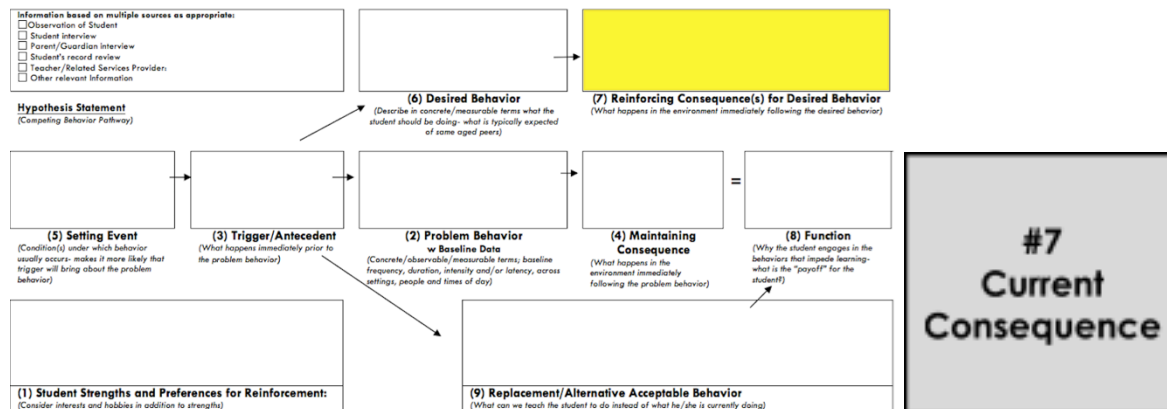 Information based on multiple sources as appropriate:
Observation of Student
Student interview
Parent/Guardian interview
Student's record review
Teacher/Related Services Provider:
Other relevant Information
Hypothesis Statement
(Competing Behavior Pathway)
(6) Desired Behavior
(Describe in concrete/measurable terms what the
student should be doing- what is typically expected
of same aged peers)
(7) Reinforcing Consequence(s) for Desired Behavior
(What happens in the environment immediately following the desired behavior)
=
(5) Setting Event
(Condition(s) under which behavior
usually occurs- makes it more likely that
trigger will bring about the problem
behavior)
(3) Trigger/Antecedent
(What happens immediately prior to
the problem behavior)
(2) Problem Behavior
w Baseline Data
(Concrete/observable/measurable terms; baseline
frequency, duration, intensity and/or latency, across
settings, people and times of day)
(4) Maintaining
Consequence
(What happens in the
environment immediately
following the problem behavior)
(8) Function
(Why the student engages in the
behaviors that impede learning-
what is the "payoff" for the
student?)
#7
Current
Consequence
(1) Student Strengths and Preferences for Reinforcement:
(Consider interests and hobbies in addition to strengths)
(9) Replacement/Alternative Acceptable Behavior
(What can we teach the student to do instead of what he/she is currently doing)